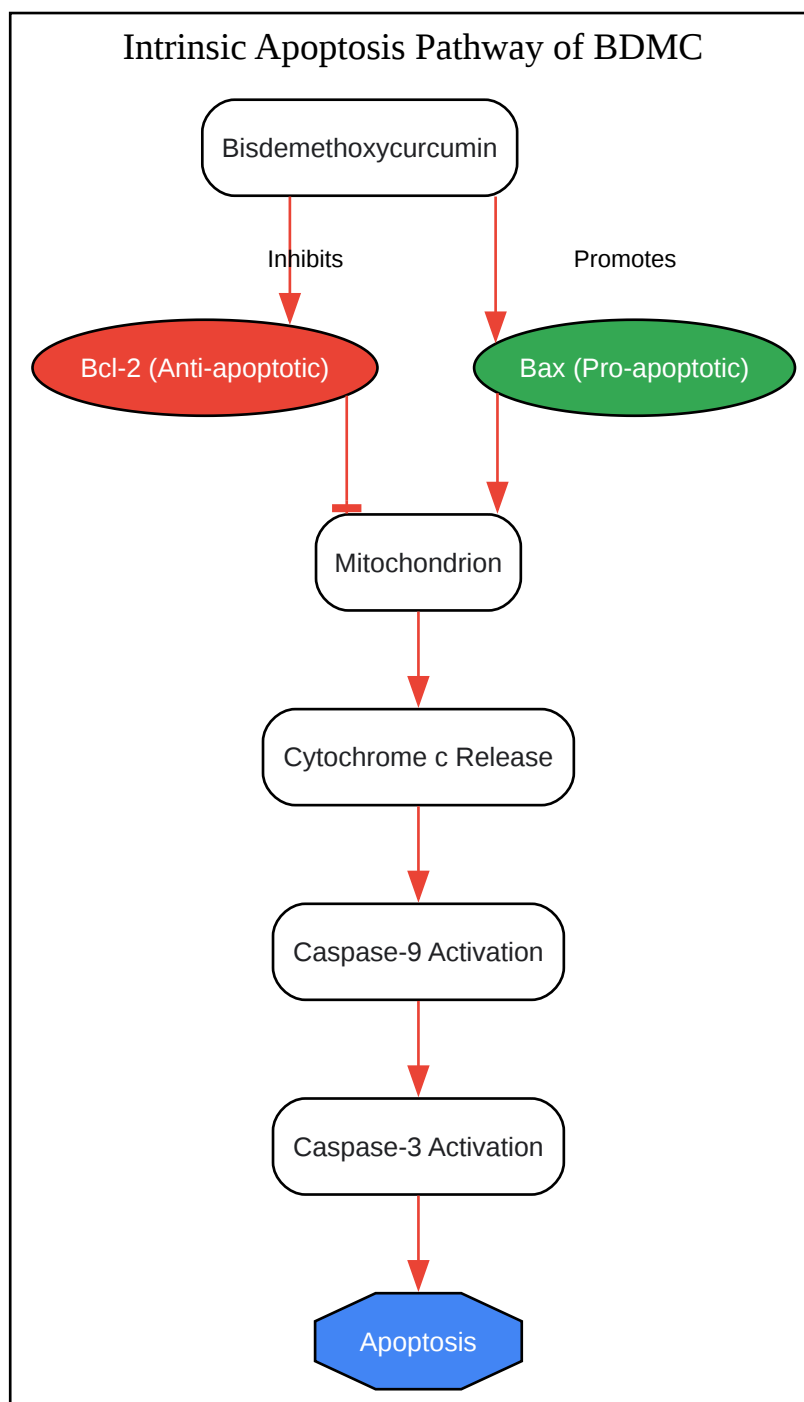 Intrinsic Apoptosis Pathway of BDMC
Bisdemethoxycurcumin
Inhibits
Promotes
Bcl-2 (Anti-apoptotic)
Bax (Pro-apoptotic)
Mitochondrion
Cytochrome c Release
Caspase-9 Activation
Caspase-3 Activation
Apoptosis